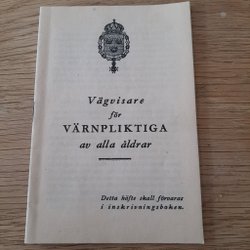 Vägvisare
för
VÄRNPLIKTIGA
av alla åldrar
Detta häfte skall förvaras
i inskrivningsboken.